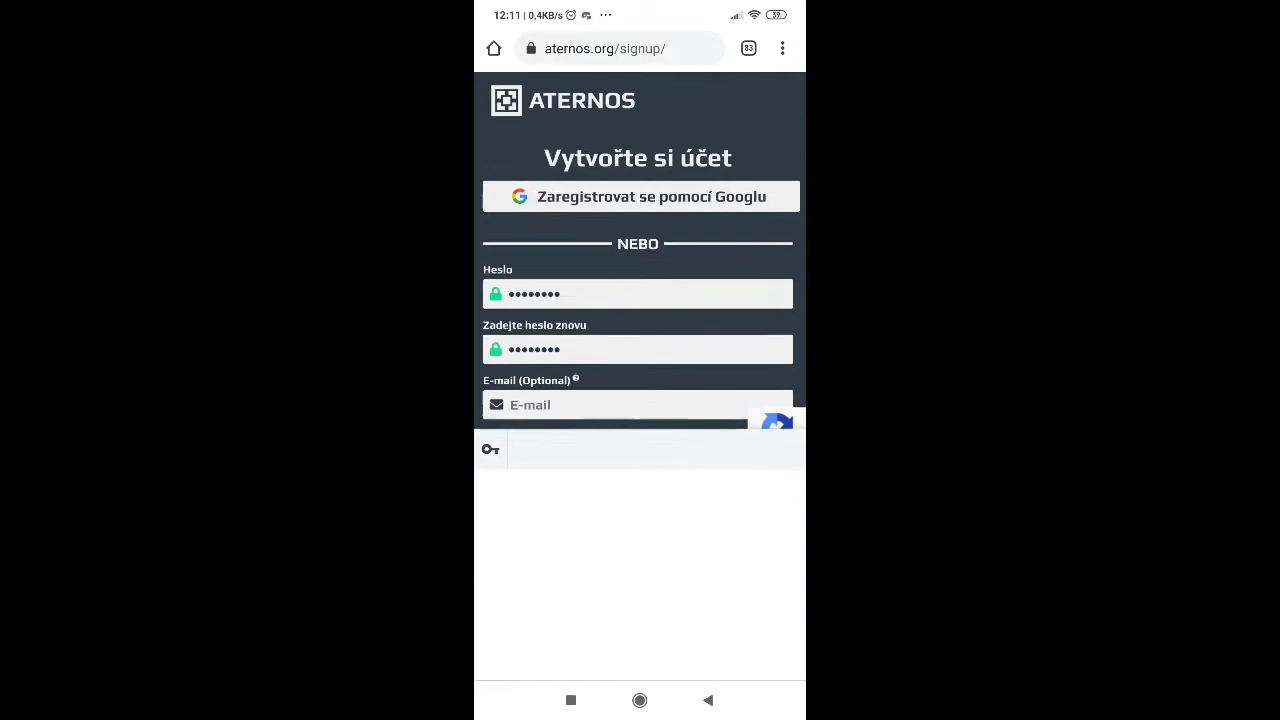 12:11 | 0,4KB/s ...
39
aternos.org/signup/
83
ATERNOS
Vytvořte si účet
Zaregistrovat se pomocí Googlu
NEBO
Heslo
••••••••
Zadejte heslo znovu
••••••••
E-mail (Optional) ?
E-mail